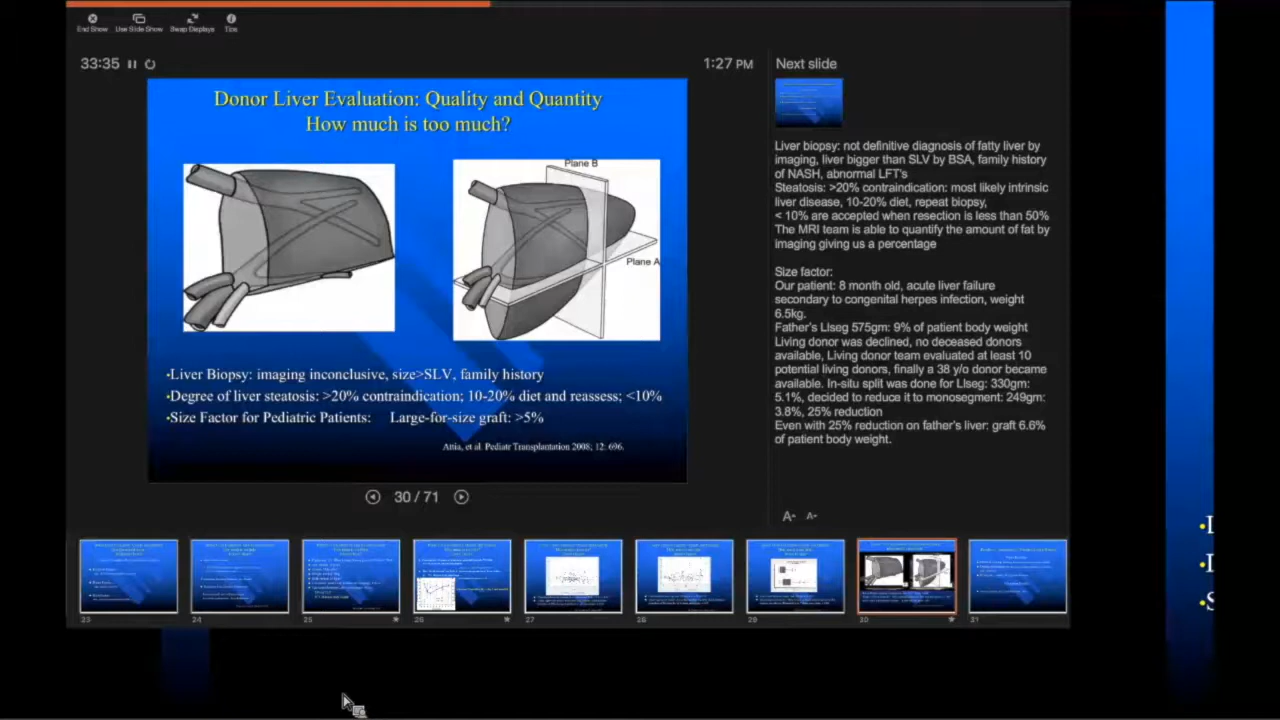 End Show
Use Slide Show
Swap Displays
Tips
33:35
1:27 PM
Next slide
Donor Liver Evaluation: Quality and Quantity
How much is too much?
Plane B
Plane A
•Liver Biopsy: imaging inconclusive, size>SLV, family history
•Degree of liver steatosis: >20% contraindication; 10-20% diet and reassess; <10%
•Size Factor for Pediatric Patients: Large-for-size graft: >5%
Attia, et al. Pediatr Transplantation 2008; 12: 696.
30 / 71
Liver biopsy: not definitive diagnosis of fatty liver by
imaging, liver bigger than SLV by BSA, family history
of NASH, abnormal LFT's
Steatosis: >20% contraindication: most likely intrinsic
liver disease, 10-20% diet, repeat biopsy,
< 10% are accepted when resection is less than 50%
The MRI team is able to quantify the amount of fat by
imaging giving us a percentage
Size factor:
Our patient: 8 month old, acute liver failure
secondary to congenital herpes infection, weight
6.5kg.
Father's Llseg 575gm: 9% of patient body weight
Living donor was declined, no deceased donors
available, Living donor team evaluated at least 10
potential living donors, finally a 38 y/o donor became
available. In-situ split was done for Llseg: 330gm:
5.1%, decided to reduce it to monosegment: 249gm:
3.8%, 25% reduction
Even with 25% reduction on father's liver: graft 6.6%
of patient body weight.
A+ A-
23
24
25
26
27
28
29
30
31